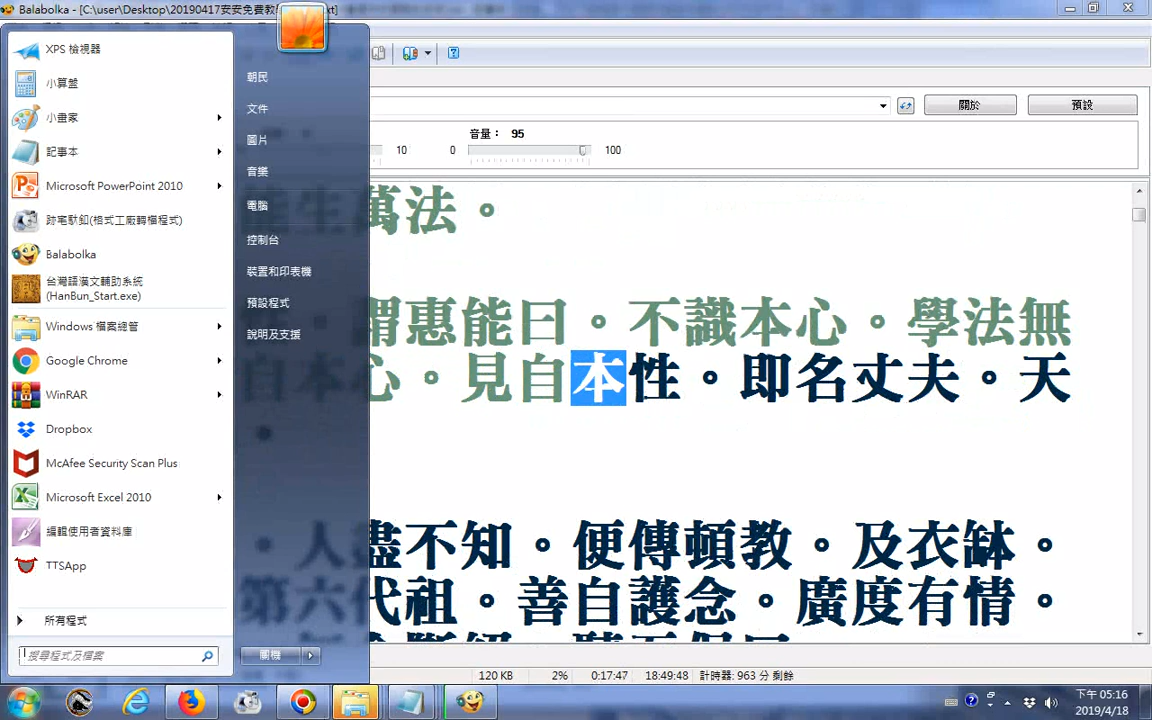 Balabolka - [C:\user\Desktop\20190417安安免費教
XPS 檢視器
小算盤
小畫家
記事本
Microsoft PowerPoint 2010
跡宅馱釦(格式工廠轉檔程式)
Balabolka
台灣語漢文輔助系統
(HanBun_Start.exe)
Windows 檔案總管
Google Chrome
WinRAR
Dropbox
McAfee Security Scan Plus
Microsoft Excel 2010
編輯使用者資料庫
TTSApp
所有程式
搜尋程式及檔案
朝民
文件
圖片
音樂
電腦
控制台
裝置和印表機
預設程式
說明及支援
關機
關於
預設
音量： 95
10
0
100
能生萬法。
。謂惠能曰。不識本心。學法無
自本心。見自本性。即名丈夫。天
。人盡不知。便傳頓教。及衣缽。
第六代祖。善自護念。廣度有情。
120 KB
2%
0:17:47
18:49:48
計時器: 963 分 剩餘
下午 05:16
2019/4/18